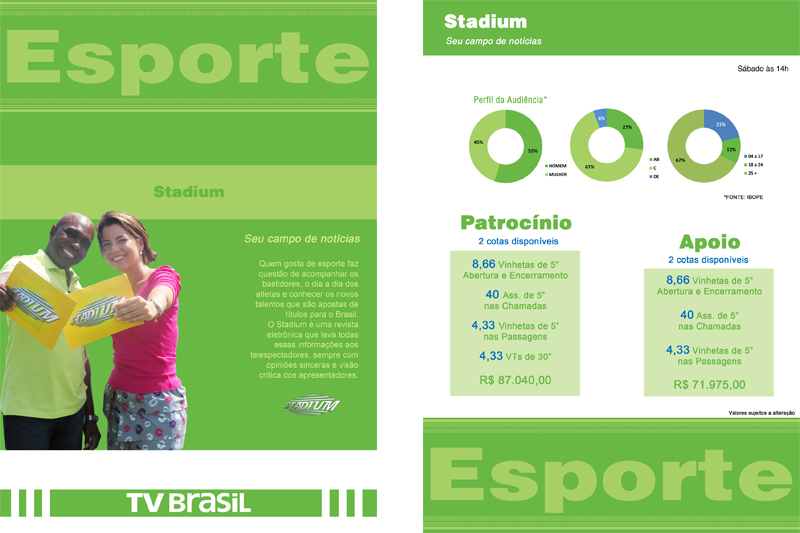 Esporte
Stadium
Seu campo de notícias
Quem gosta de esporte faz
questão de acompanhar os
bastidores, o dia a dia dos
atletas e conhecer os novos
talentos que são apostas de
títulos para o Brasil.
O Stadium é uma revista
eletrônica que leva todas
essas informações aos
telespectadores, sempre com
opiniões sinceras e visão
crítica dos apresentadores.
STADIUM
STADIUM
STADIUM
TV BRASIL
Stadium
Seu campo de notícias
Sábado às 14h
Perfil da Audiência*
45%
55%
HOMEM
MULHER
6%
27%
67%
AB
C
DE
21%
12%
67%
04 a 17
18 a 24
25 +
*FONTE: IBOPE
Patrocínio
2 cotas disponíveis
8,66 Vinhetas de 5"
Abertura e Encerramento
40 Ass. de 5"
nas Chamadas
4,33 Vinhetas de 5"
nas Passagens
4,33 VTs de 30"
R$ 87.040,00
Apoio
2 cotas disponíveis
8,66 Vinhetas de 5"
Abertura e Encerramento
40 Ass. de 5"
nas Chamadas
4,33 Vinhetas de 5"
nas Passagens
R$ 71.975,00
Valores sujeitos a alteração
Esporte